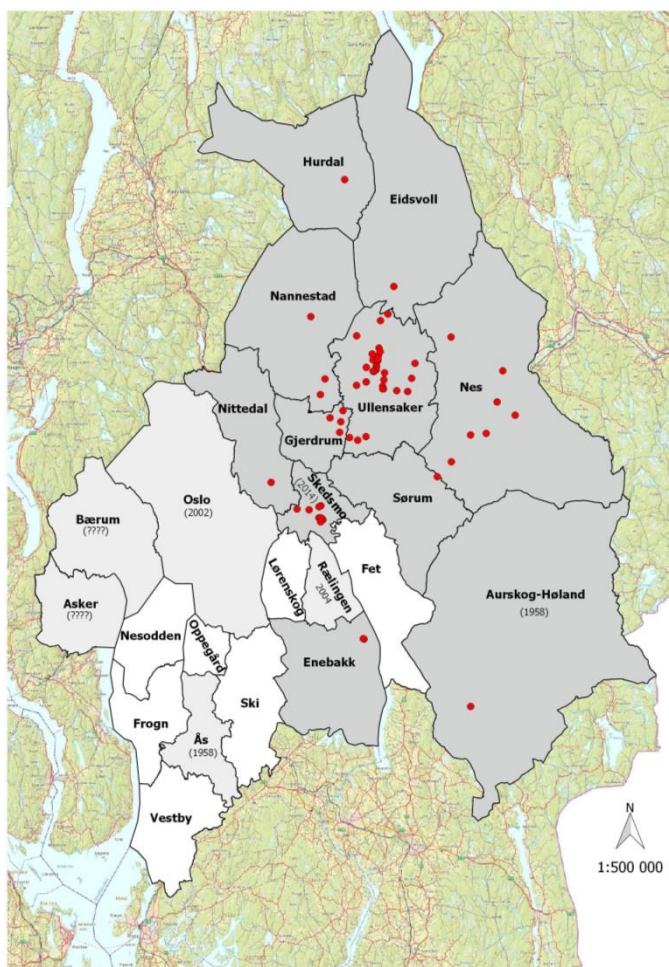 Hurdal
Eidsvoll
Nannestad
Nes
Nittedal
Ullensaker
Gjerdrum
Skedsmo
(2014)
Sørum
Oslo
(2002)
Bærum
(????)
Lørenskog
Rælingen
2004
Fet
Aurskog-Høland
(1958)
Asker
(????)
Nesodden
Oppegård
Enebakk
Ski
Frogn
Ås
(1958)
Vestby
N
1:500 000